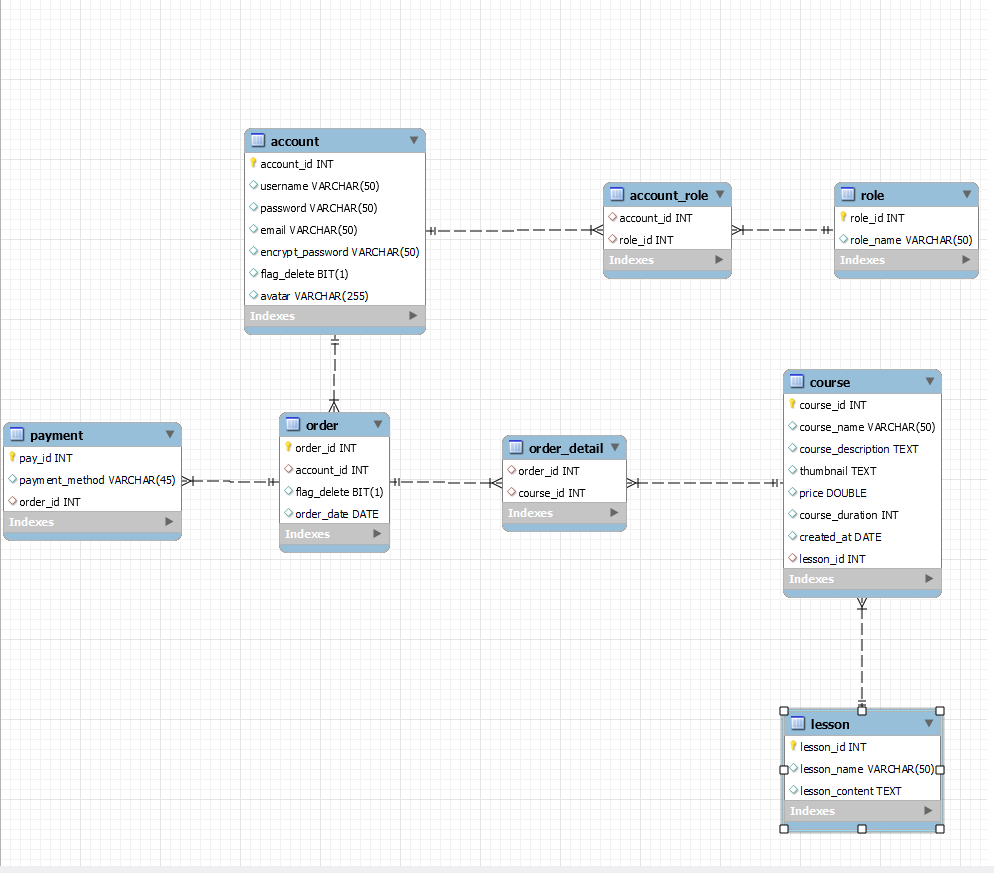 account
account_id INT
username VARCHAR(50)
password VARCHAR(50)
email VARCHAR(50)
encrypt_password VARCHAR(50)
flag_delete BIT(1)
avatar VARCHAR(255)
Indexes
account_role
account_id INT
role_id INT
Indexes
role
role_id INT
role_name VARCHAR(50)
Indexes
payment
pay_id INT
payment_method VARCHAR(45)
order_id INT
Indexes
order
order_id INT
account_id INT
flag_delete BIT(1)
order_date DATE
Indexes
order_detail
order_id INT
course_id INT
Indexes
course
course_id INT
course_name VARCHAR(50)
course_description TEXT
thumbnail TEXT
price DOUBLE
course_duration INT
created_at DATE
lesson_id INT
Indexes
lesson
lesson_id INT
lesson_name VARCHAR(50)
lesson_content TEXT
Indexes